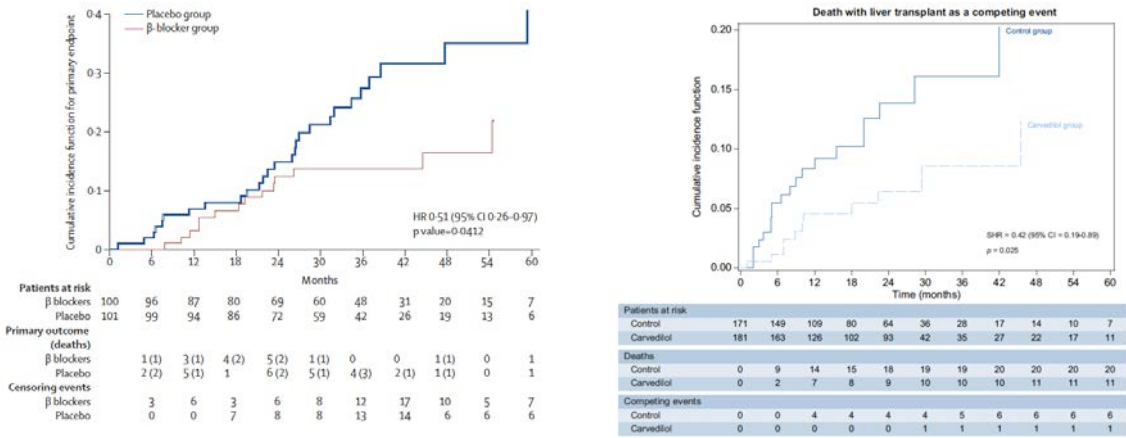 Placebo group
β-blocker group
Cumulative incidence function for primary endpoint
0·4
0·3
0·2
0·1
0
HR 0·51 (95% CI 0·26–0·97)
p value=0·0412
0 6 12 18 24 30 36 42 48 54 60
Months
Patients at risk
β blockers 100 96 87 80 69 60 48 31 20 15 7
Placebo 101 99 94 86 72 59 42 26 19 13 6
Primary outcome
(deaths)
β blockers 1 (1) 3 (1) 4 (2) 5 (2) 1 (1) 0 0 1 (1) 0 1
Placebo 2 (2) 5 (1) 1 6 (2) 5 (1) 4 (3) 2 (1) 1 (1) 0 1
Censoring events
β blockers 3 6 3 6 8 12 17 10 5 7
Placebo 0 0 7 8 8 13 14 6 6 6
Death with liver transplant as a competing event
Cumulative incidence function
0.20
0.15
0.10
0.05
0.00
Control group
Carvedilol group
SHR = 0.42 (95% CI = 0.19-0.89)
p = 0.025
0 6 12 18 24 30 36 42 48 54 60
Time (months)
Patients at risk
Control 171 149 109 80 64 36 28 17 14 10 7
Carvedilol 181 163 126 102 93 42 35 27 22 17 11
Deaths
Control 0 9 14 15 18 19 19 20 20 20 20
Carvedilol 0 2 7 8 9 10 10 10 11 11 11
Competing events
Control 0 0 4 4 4 4 5 6 6 6 6
Carvedilol 0 0 0 0 0 1 1 1 1 1 1